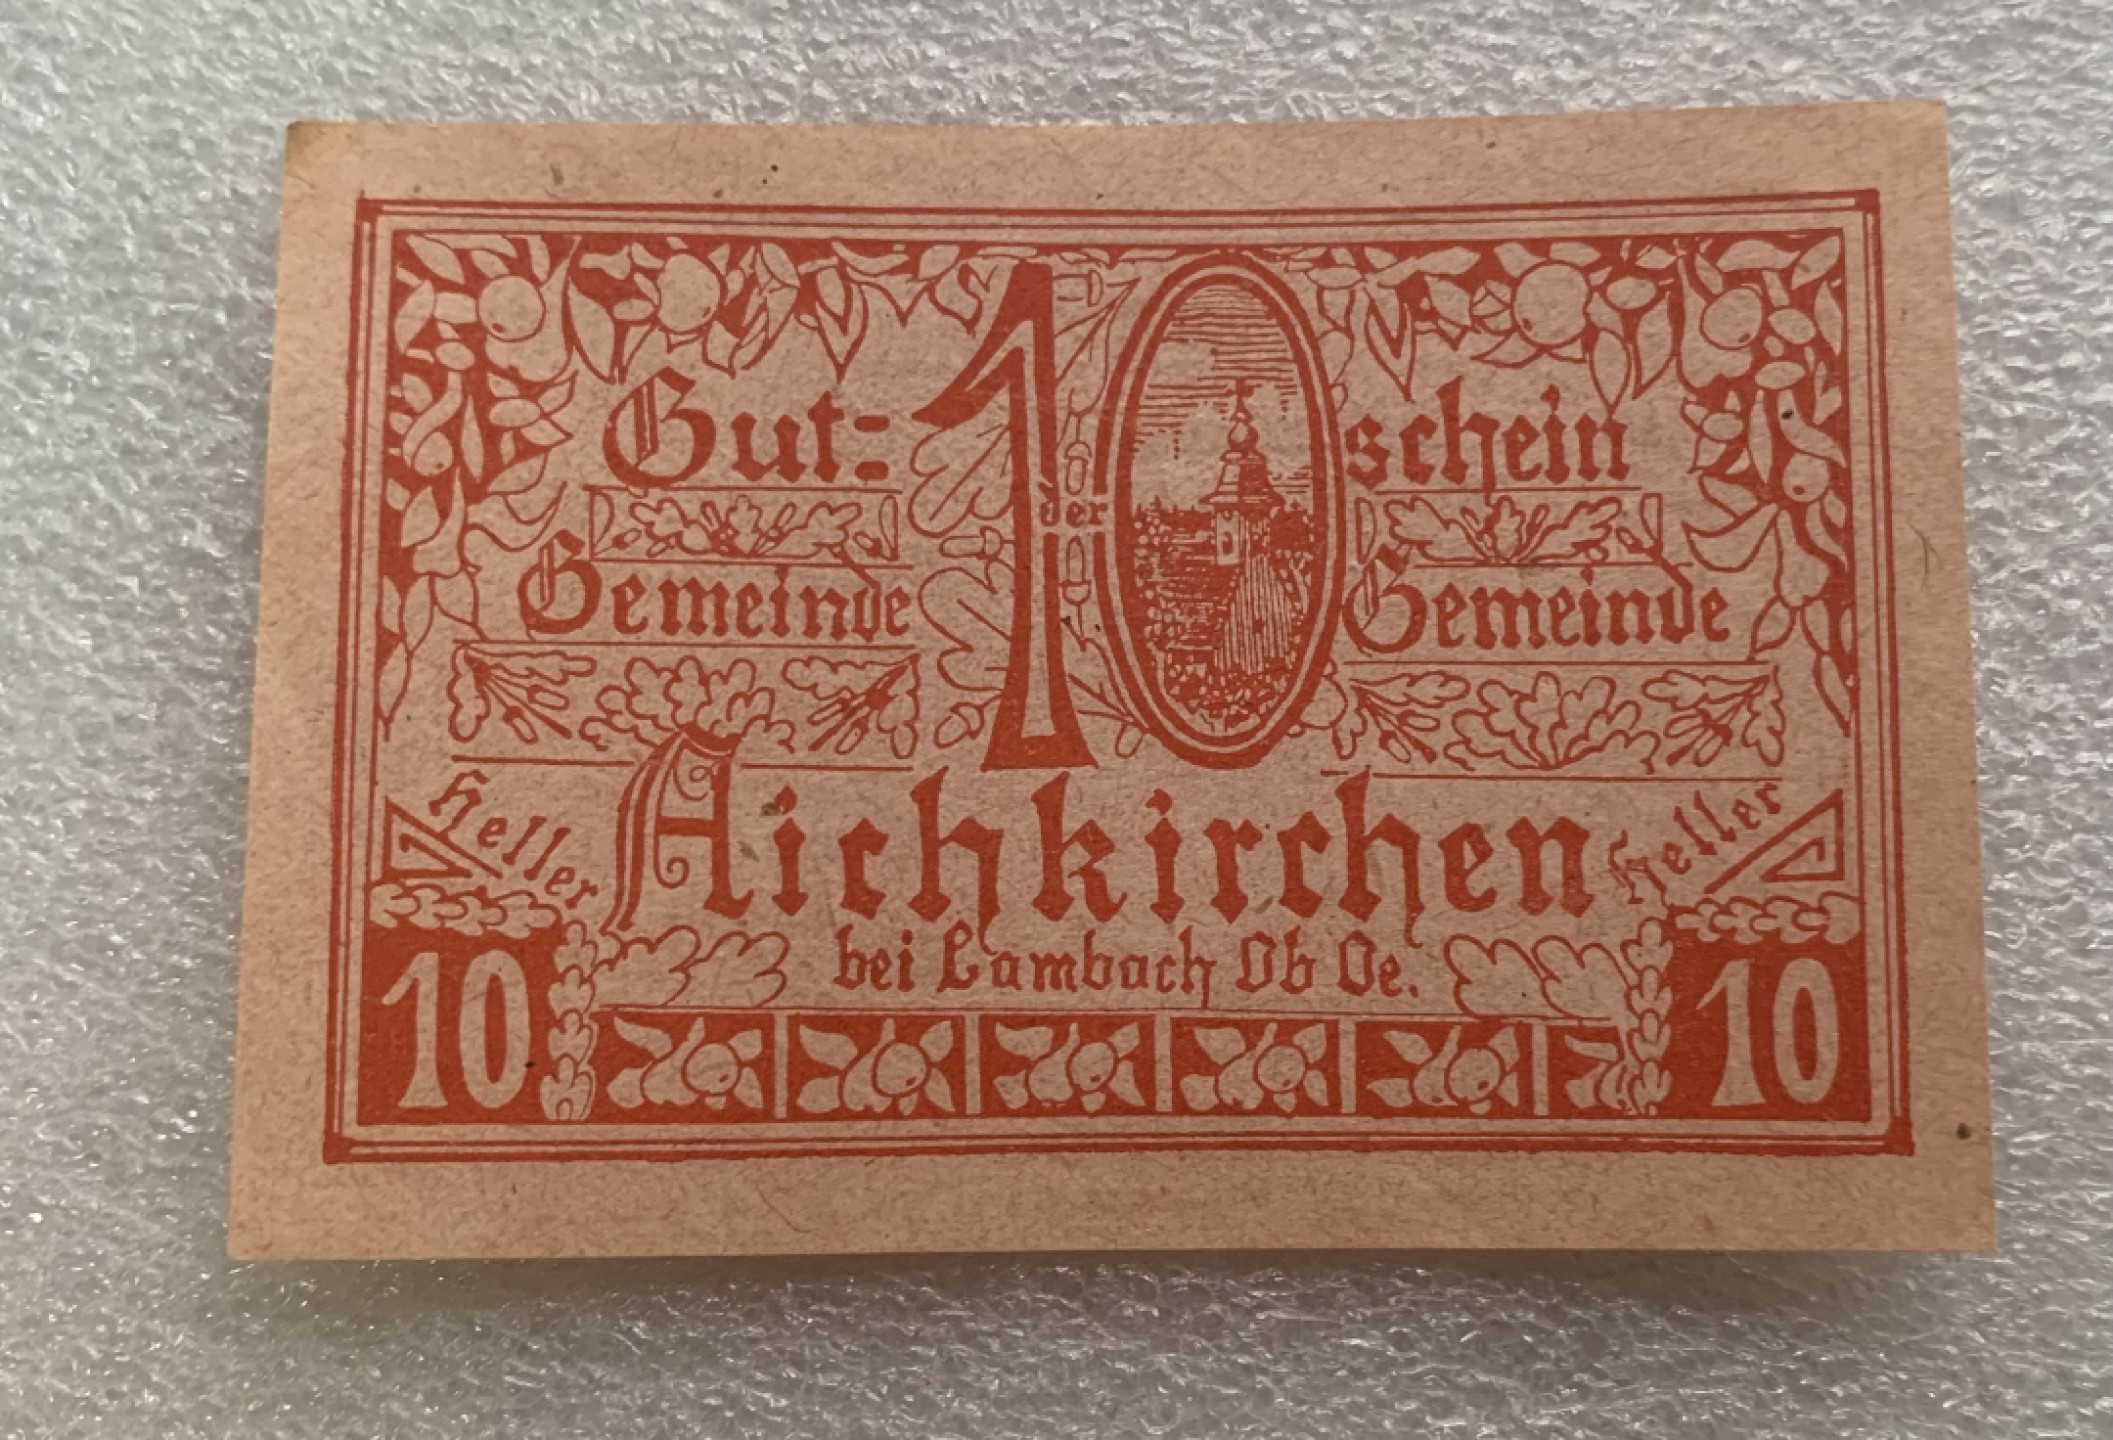 Gut= 10 schein
der
Gemeinde Gemeinde
Aichkirchen
Heller Heller
bei Lambach Ob Oe.
10 10